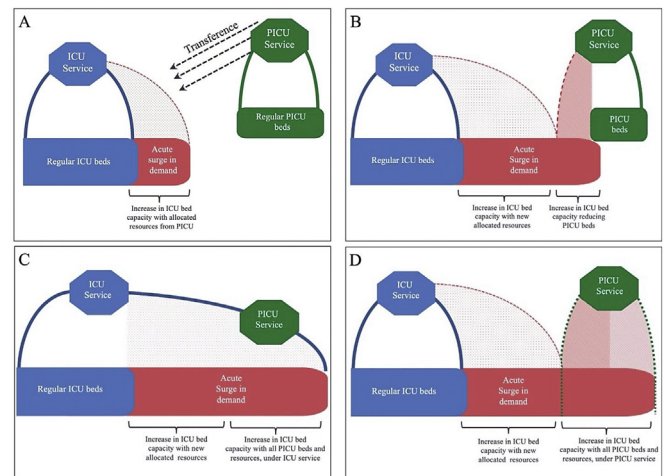 A
ICU
Service
Transference
PICU
Service
Regular PICU
beds
Regular ICU beds
Acute
surge in
demand
Increase in ICU bed
capacity with allocated
resources from PICU
B
ICU
Service
PICU
Service
PICU
beds
Regular ICU beds
Acute
Surge in
demand
Increase in ICU bed
capacity with new
allocated resources
Increase in ICU bed
capacity reducing
PICU beds
C
ICU
Service
PICU
Service
Regular ICU beds
Acute
Surge in
demand
Increase in ICU bed
capacity with new
allocated resources
Increase in ICU bed
capacity with all PICU beds and
resources, under ICU service
D
ICU
Service
PICU
Service
Regular ICU beds
Acute
Surge in
demand
Increase in ICU bed
capacity with new
allocated resources
Increase in ICU bed
capacity with all PICU beds and
resources, under PICU service